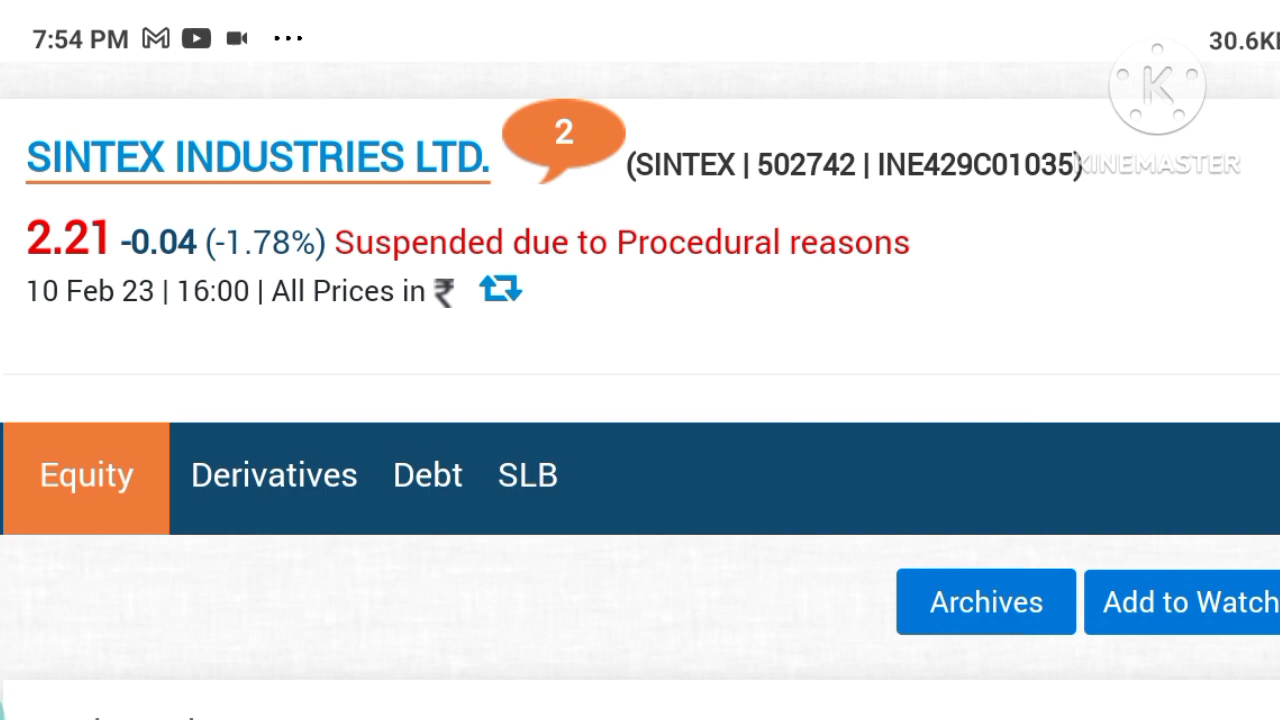 7:54 PM
30.6K
K
KINEMASTER
SINTEX INDUSTRIES LTD.
2
(SINTEX | 502742 | INE429C01035)
2.21 -0.04 (-1.78%) Suspended due to Procedural reasons
10 Feb 23 | 16:00 | All Prices in ₹
Equity Derivatives Debt SLB
Archives Add to Watch